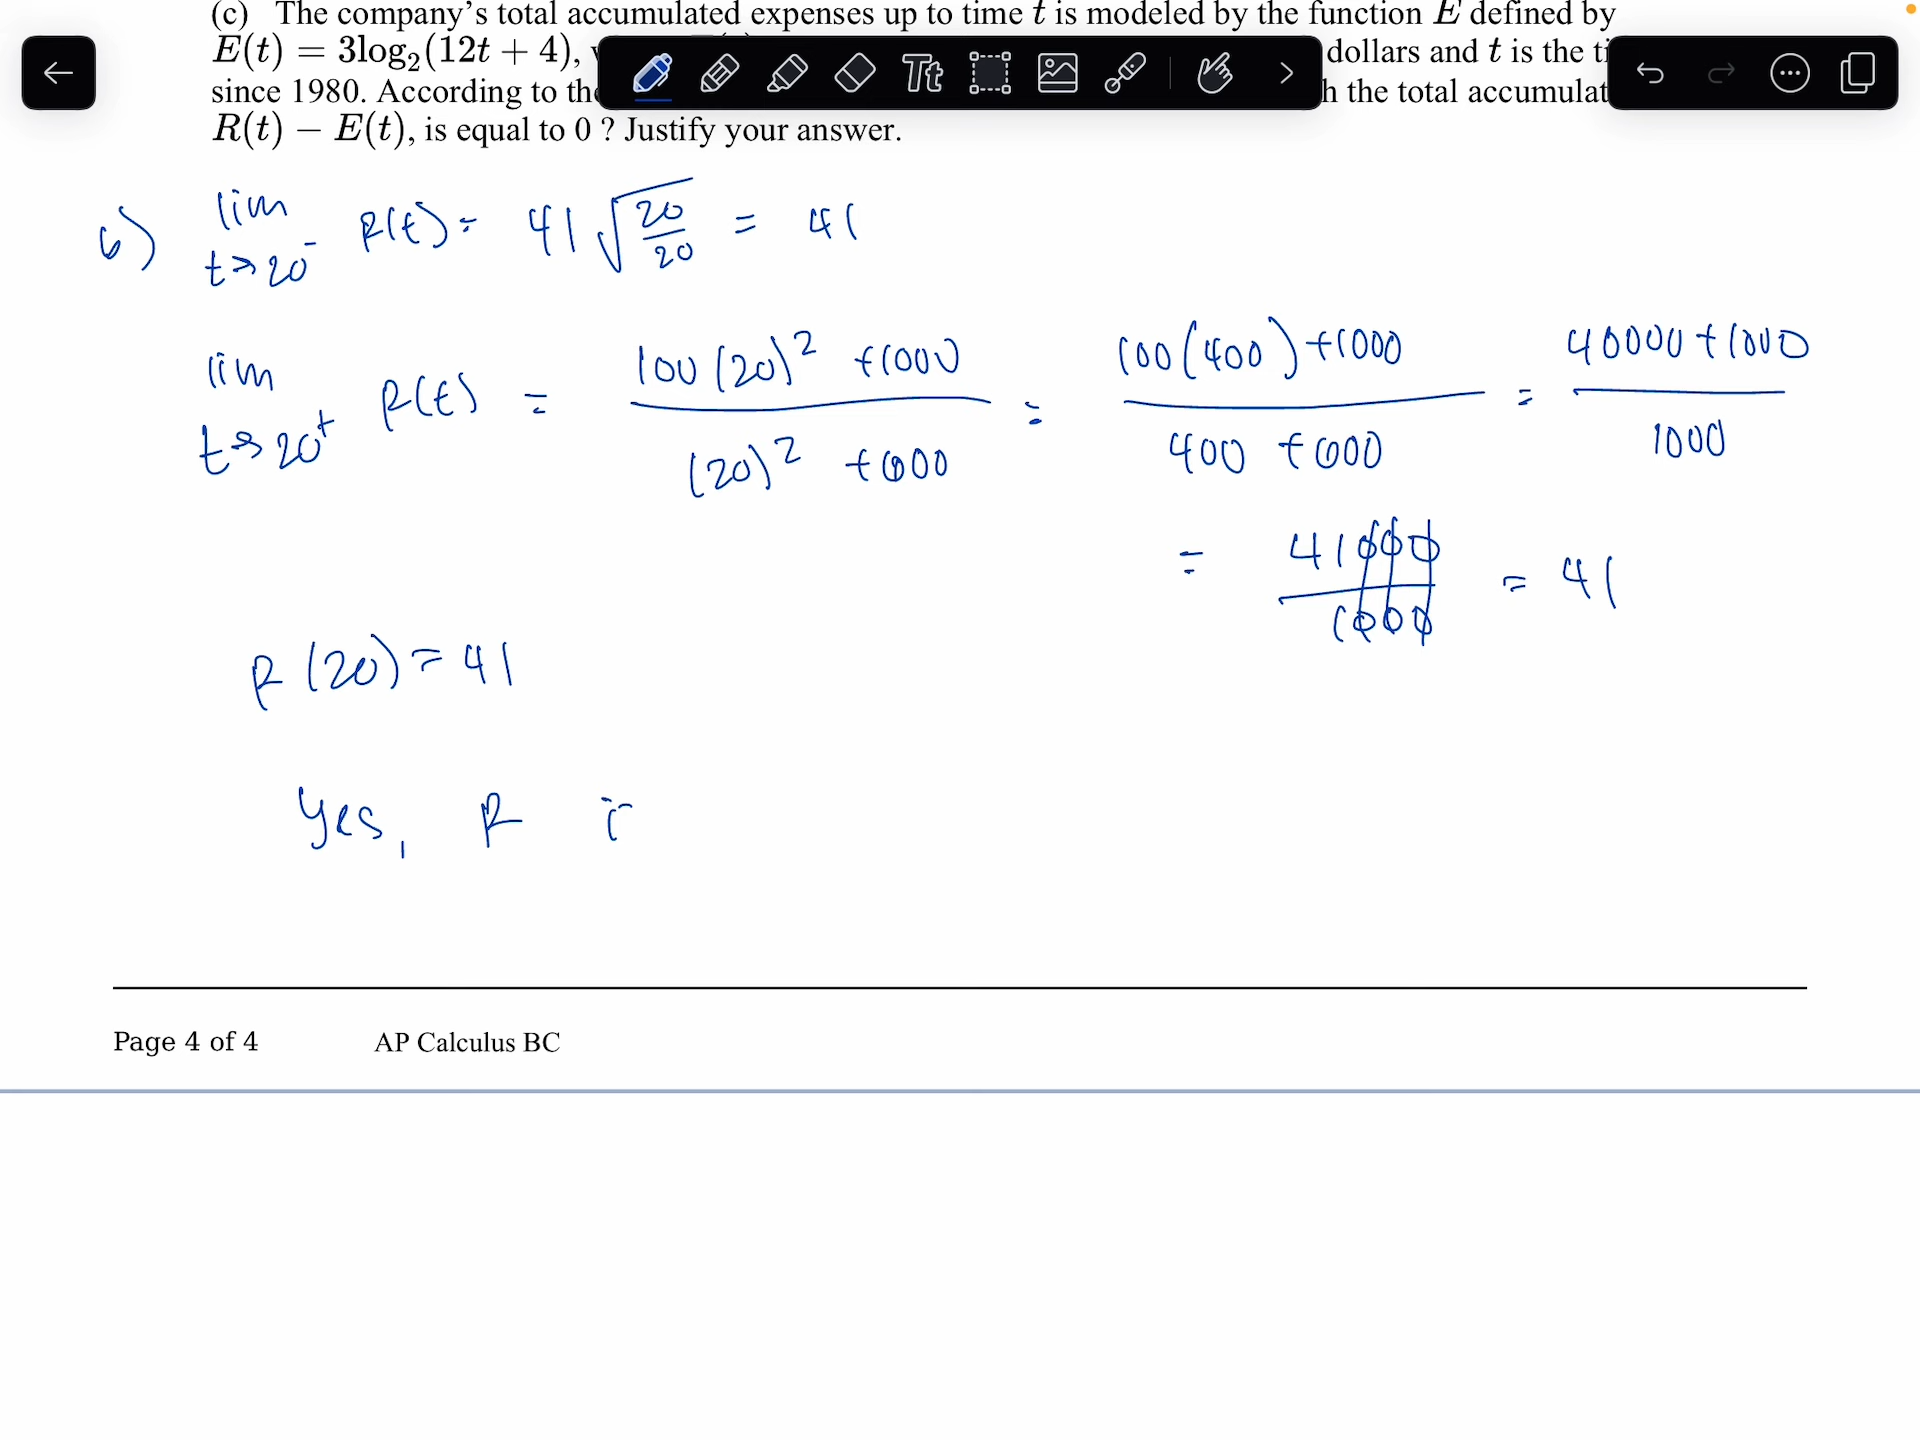 (c) The company's total accumulated expenses up to time t is modeled by the function E defined by
E(t) = 3log₂(12t + 4), dollars and t is the
since 1980. According to the total
R(t) − E(t), is equal to 0 ? Justify your answer.
b) lim t→20⁻ R(t) = 41 √(20/20) = 41
lim t→20⁺ R(t) = (100(20)² +1000)/((20)² +600) = (100(400)+1000)/(400 +600) = (40000+1000)/1000
= 41000/1000 = 41
R(20) = 41
Yes, R
Page 4 of 4 AP Calculus BC